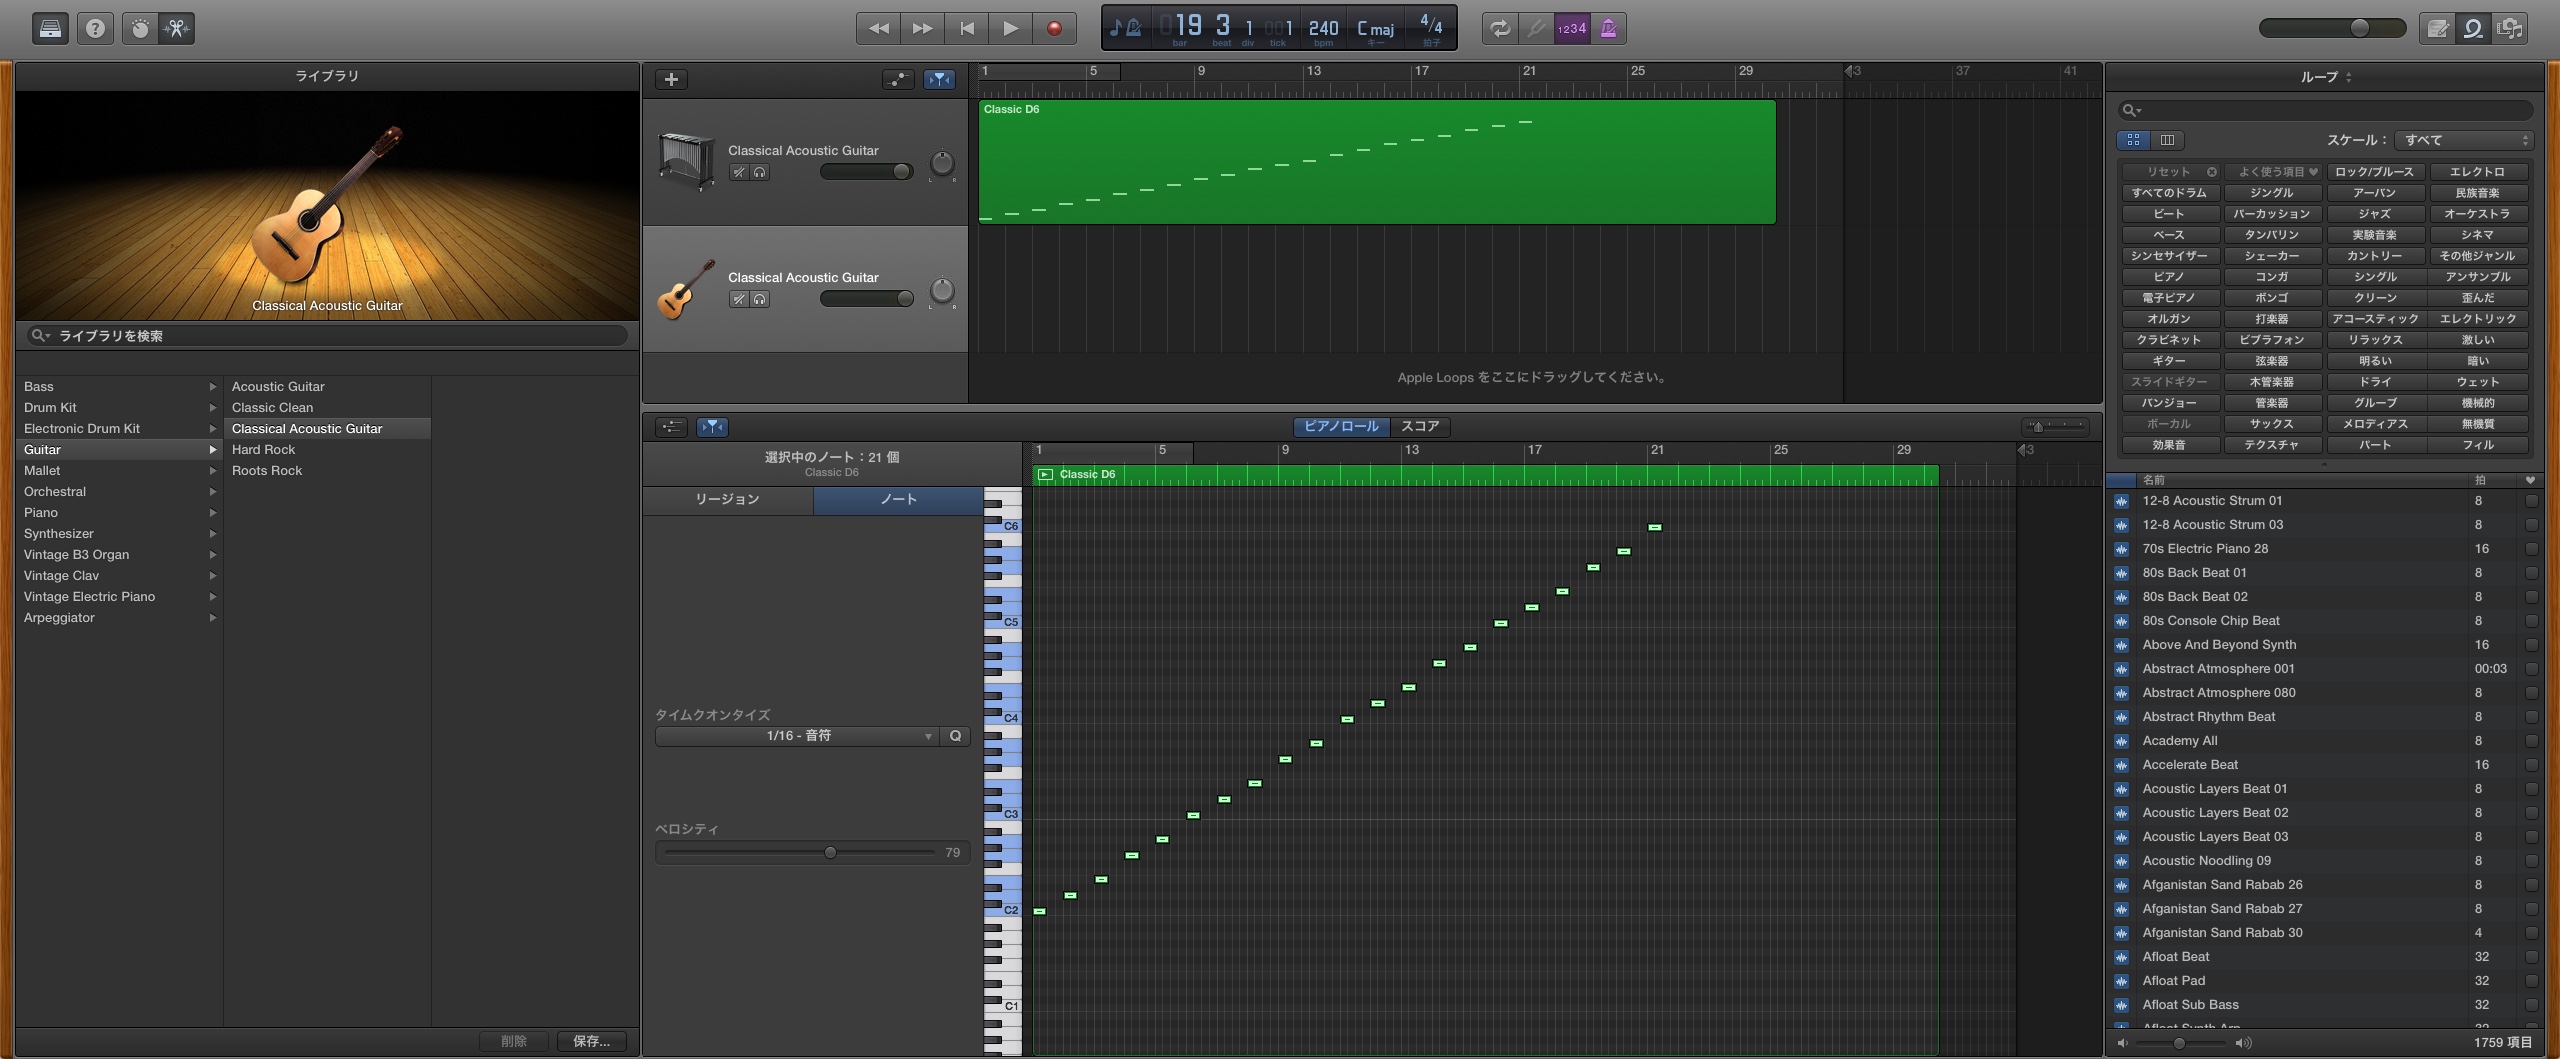 1234
19 3 1 1 240 C maj 4/4
bar beat div tick bpm キー 拍子
ライブラリ
Classical Acoustic Guitar
ライブラリを検索
Bass
Drum Kit
Electronic Drum Kit
Guitar
Mallet
Orchestral
Piano
Synthesizer
Vintage B3 Organ
Vintage Clav
Vintage Electric Piano
Arpeggiator
Acoustic Guitar
Classic Clean
Classical Acoustic Guitar
Hard Rock
Roots Rock
削除 保存...
1 5 9 13 17 21 25 29 37 41
Classical Acoustic Guitar
L R
Classic D6
Classical Acoustic Guitar
L R
Apple Loops をここにドラッグしてください。
ピアノロール スコア
選択中のノート：21 個
Classic D6
リージョン ノート
タイムクオンタイズ
1/16 - 音符 Q
ベロシティ
79
1 5 9 13 17 21 25 29
Classic D6
C6
C5
C4
C3
C2
C1
ループ
スケール： すべて
リセット よく使う項目 ロック/ブルース エレクトロ
すべてのドラム ジングル アーバン 民族音楽
ビート パーカッション ジャズ オーケストラ
ベース タンバリン 実験音楽 シネマ
シンセサイザー シェーカー カントリー その他ジャンル
ピアノ コンガ シングル アンサンブル
電子ピアノ ボンゴ クリーン 歪んだ
オルガン 打楽器 アコースティック エレクトリック
クラビネット ビブラフォン リラックス 激しい
ギター 弦楽器 明るい 暗い
スライドギター 木管楽器 ドライ ウェット
バンジョー 管楽器 グルーブ 機械的
ボーカル サックス メロディアス 無機質
効果音 テクスチャ パート フィル
名前 拍
12-8 Acoustic Strum 01 8
12-8 Acoustic Strum 03 8
70s Electric Piano 28 16
80s Back Beat 01 8
80s Back Beat 02 8
80s Console Chip Beat 8
Above And Beyond Synth 16
Abstract Atmosphere 001 00:03
Abstract Atmosphere 080 8
Abstract Rhythm Beat 8
Academy All 8
Accelerate Beat 16
Acoustic Layers Beat 01 8
Acoustic Layers Beat 02 8
Acoustic Layers Beat 03 8
Acoustic Noodling 09 8
Afganistan Sand Rabab 26 8
Afganistan Sand Rabab 27 8
Afganistan Sand Rabab 30 4
Afloat Beat 32
Afloat Pad 32
Afloat Sub Bass 32
1759 項目